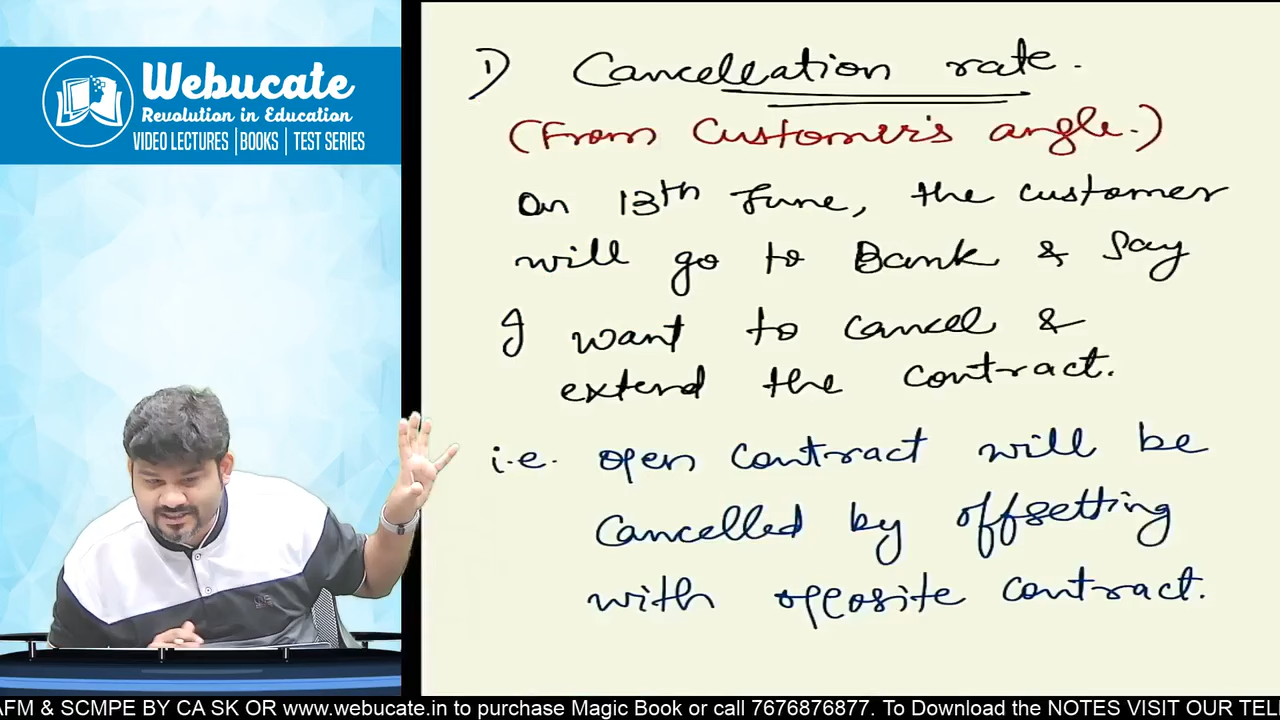 Webucate
Revolution in Education
VIDEO LECTURES | BOOKS | TEST SERIES
1) Cancellation rate.
(From Customer's angle.)
On 13th June, the customer
will go to Bank & Say
I want to cancel &
extend the contract.
i.e. open contract will be
cancelled by offsetting
with opposite contract.
AFM & SCMPE BY CA SK OR www.webucate.in to purchase Magic Book or call 7676876877. To Download the NOTES VISIT OUR TEL